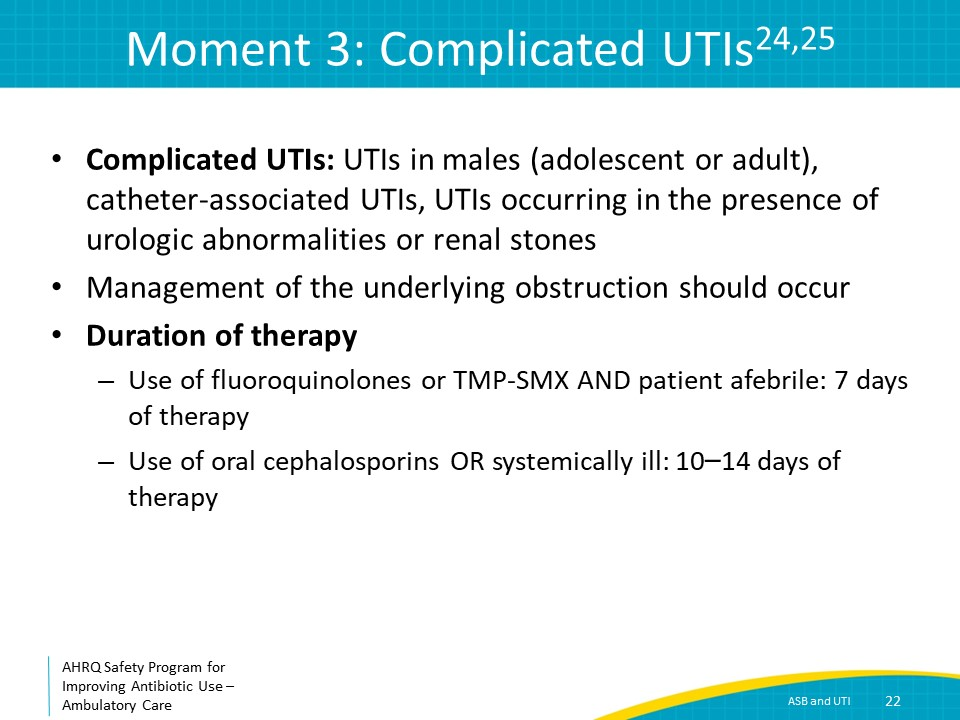 Moment 3: Complicated UTIs24,25
• Complicated UTIs: UTIs in males (adolescent or adult),
catheter-associated UTIs, UTIs occurring in the presence of
urologic abnormalities or renal stones
• Management of the underlying obstruction should occur
• Duration of therapy
– Use of fluoroquinolones or TMP-SMX AND patient afebrile: 7 days
of therapy
– Use of oral cephalosporins OR systemically ill: 10–14 days of
therapy
AHRQ Safety Program for
Improving Antibiotic Use –
Ambulatory Care
ASB and UTI 22